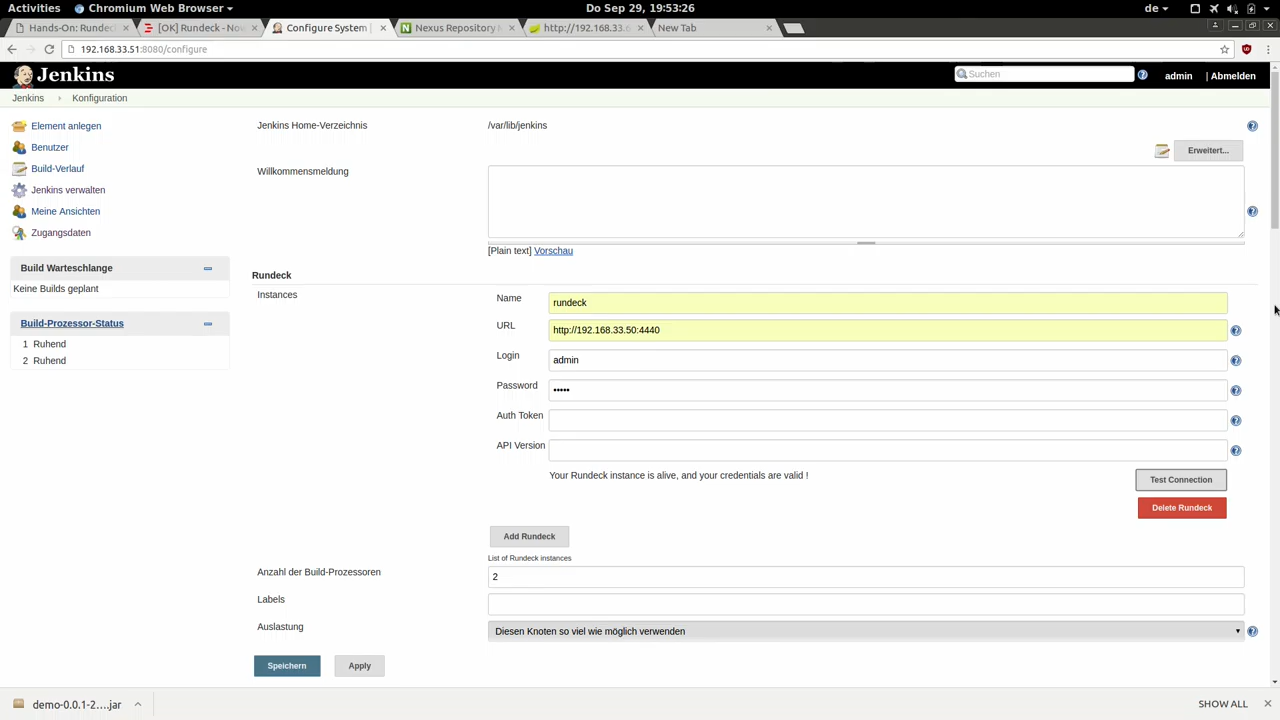 Activities Chromium Web Browser Do Sep 29, 19:53:26 de
Hands-On: Rundec [OK] Rundeck - Nov Configure System [ Nexus Repository http://192.168.33.6 New Tab
192.168.33.51:8080/configure
Jenkins Suchen admin | Abmelden
Jenkins Konfiguration
Element anlegen
Benutzer
Build-Verlauf
Jenkins verwalten
Meine Ansichten
Zugangsdaten
Build Warteschlange
Keine Builds geplant
Build-Prozessor-Status
1 Ruhend
2 Ruhend
Jenkins Home-Verzeichnis /var/lib/jenkins
Erweitert...
Willkommensmeldung
[Plain text] Vorschau
Rundeck
Instances
Name rundeck
URL http://192.168.33.50:4440
Login admin
Password •••••
Auth Token
API Version
Your Rundeck instance is alive, and your credentials are valid !
Test Connection
Delete Rundeck
Add Rundeck
List of Rundeck instances
Anzahl der Build-Prozessoren 2
Labels
Auslastung Diesen Knoten so viel wie möglich verwenden
Speichern Apply
demo-0.0.1-2....jar SHOW ALL